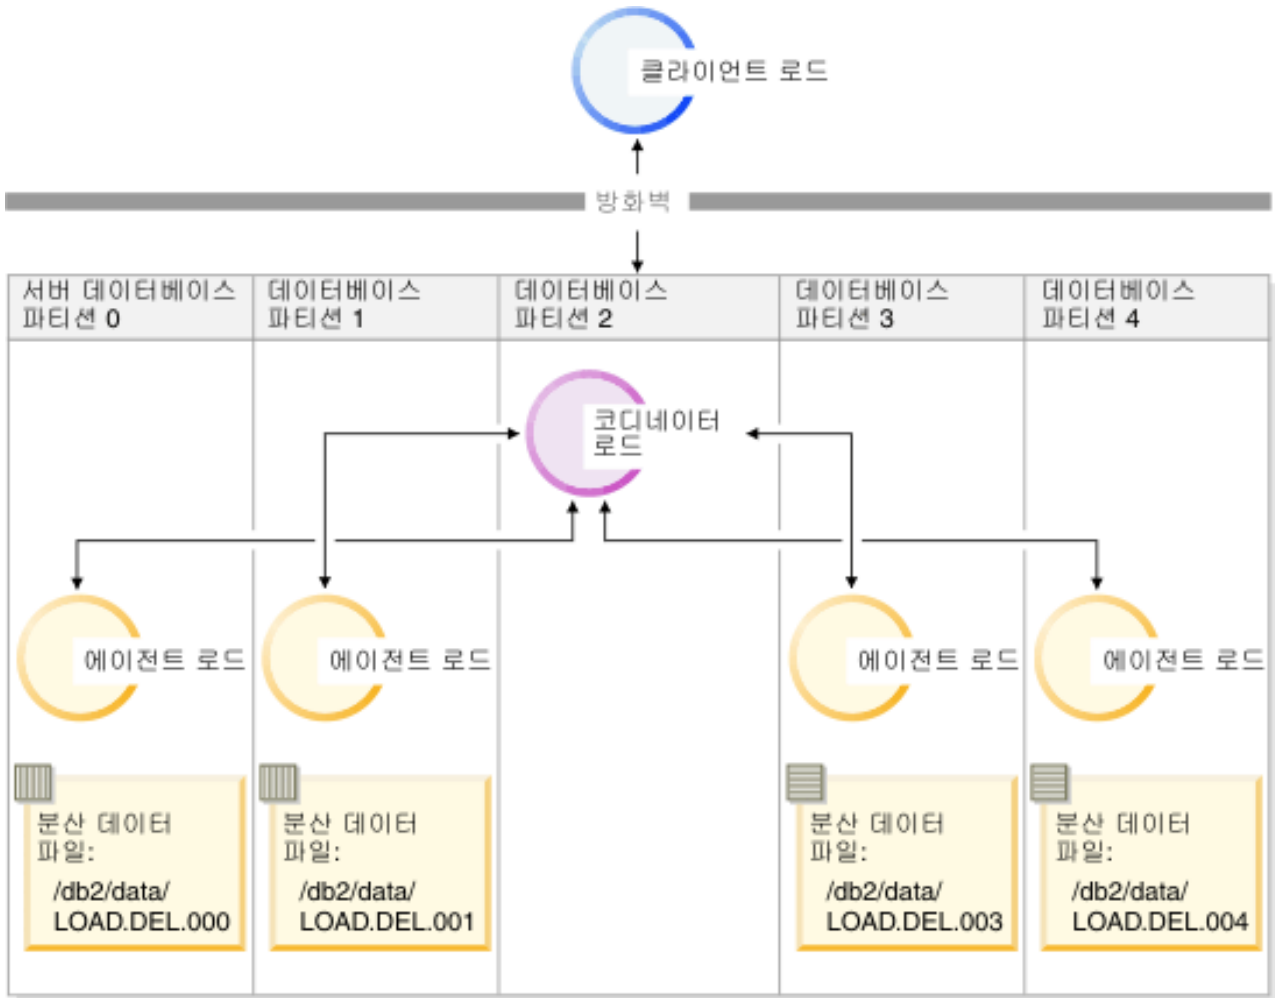 클라이언트 로드
방화벽
서버 데이터베이스
파티션 0
데이터베이스
파티션 1
데이터베이스
파티션 2
데이터베이스
파티션 3
데이터베이스
파티션 4
코디네이터
로드
에이전트 로드
에이전트 로드
에이전트 로드
에이전트 로드
분산 데이터
파일:
/db2/data/
LOAD.DEL.000
분산 데이터
파일:
/db2/data/
LOAD.DEL.001
분산 데이터
파일:
/db2/data/
LOAD.DEL.003
분산 데이터
파일:
/db2/data/
LOAD.DEL.004